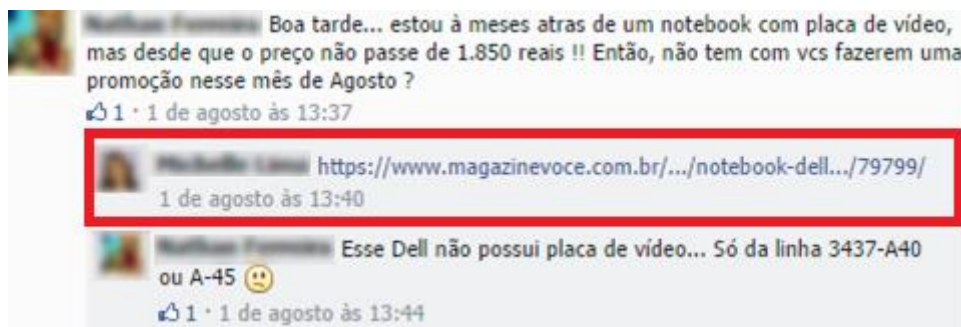 Boa tarde... estou à meses atras de um notebook com placa de vídeo,
mas desde que o preço não passe de 1.850 reais !! Então, não tem com vcs fazerem uma
promoção nesse mês de Agosto ?
1 · 1 de agosto às 13:37
https://www.magazinevoce.com.br/.../notebook-dell.../79799/
1 de agosto às 13:40
Esse Dell não possui placa de vídeo... Só da linha 3437-A40
ou A-45
1 · 1 de agosto às 13:44